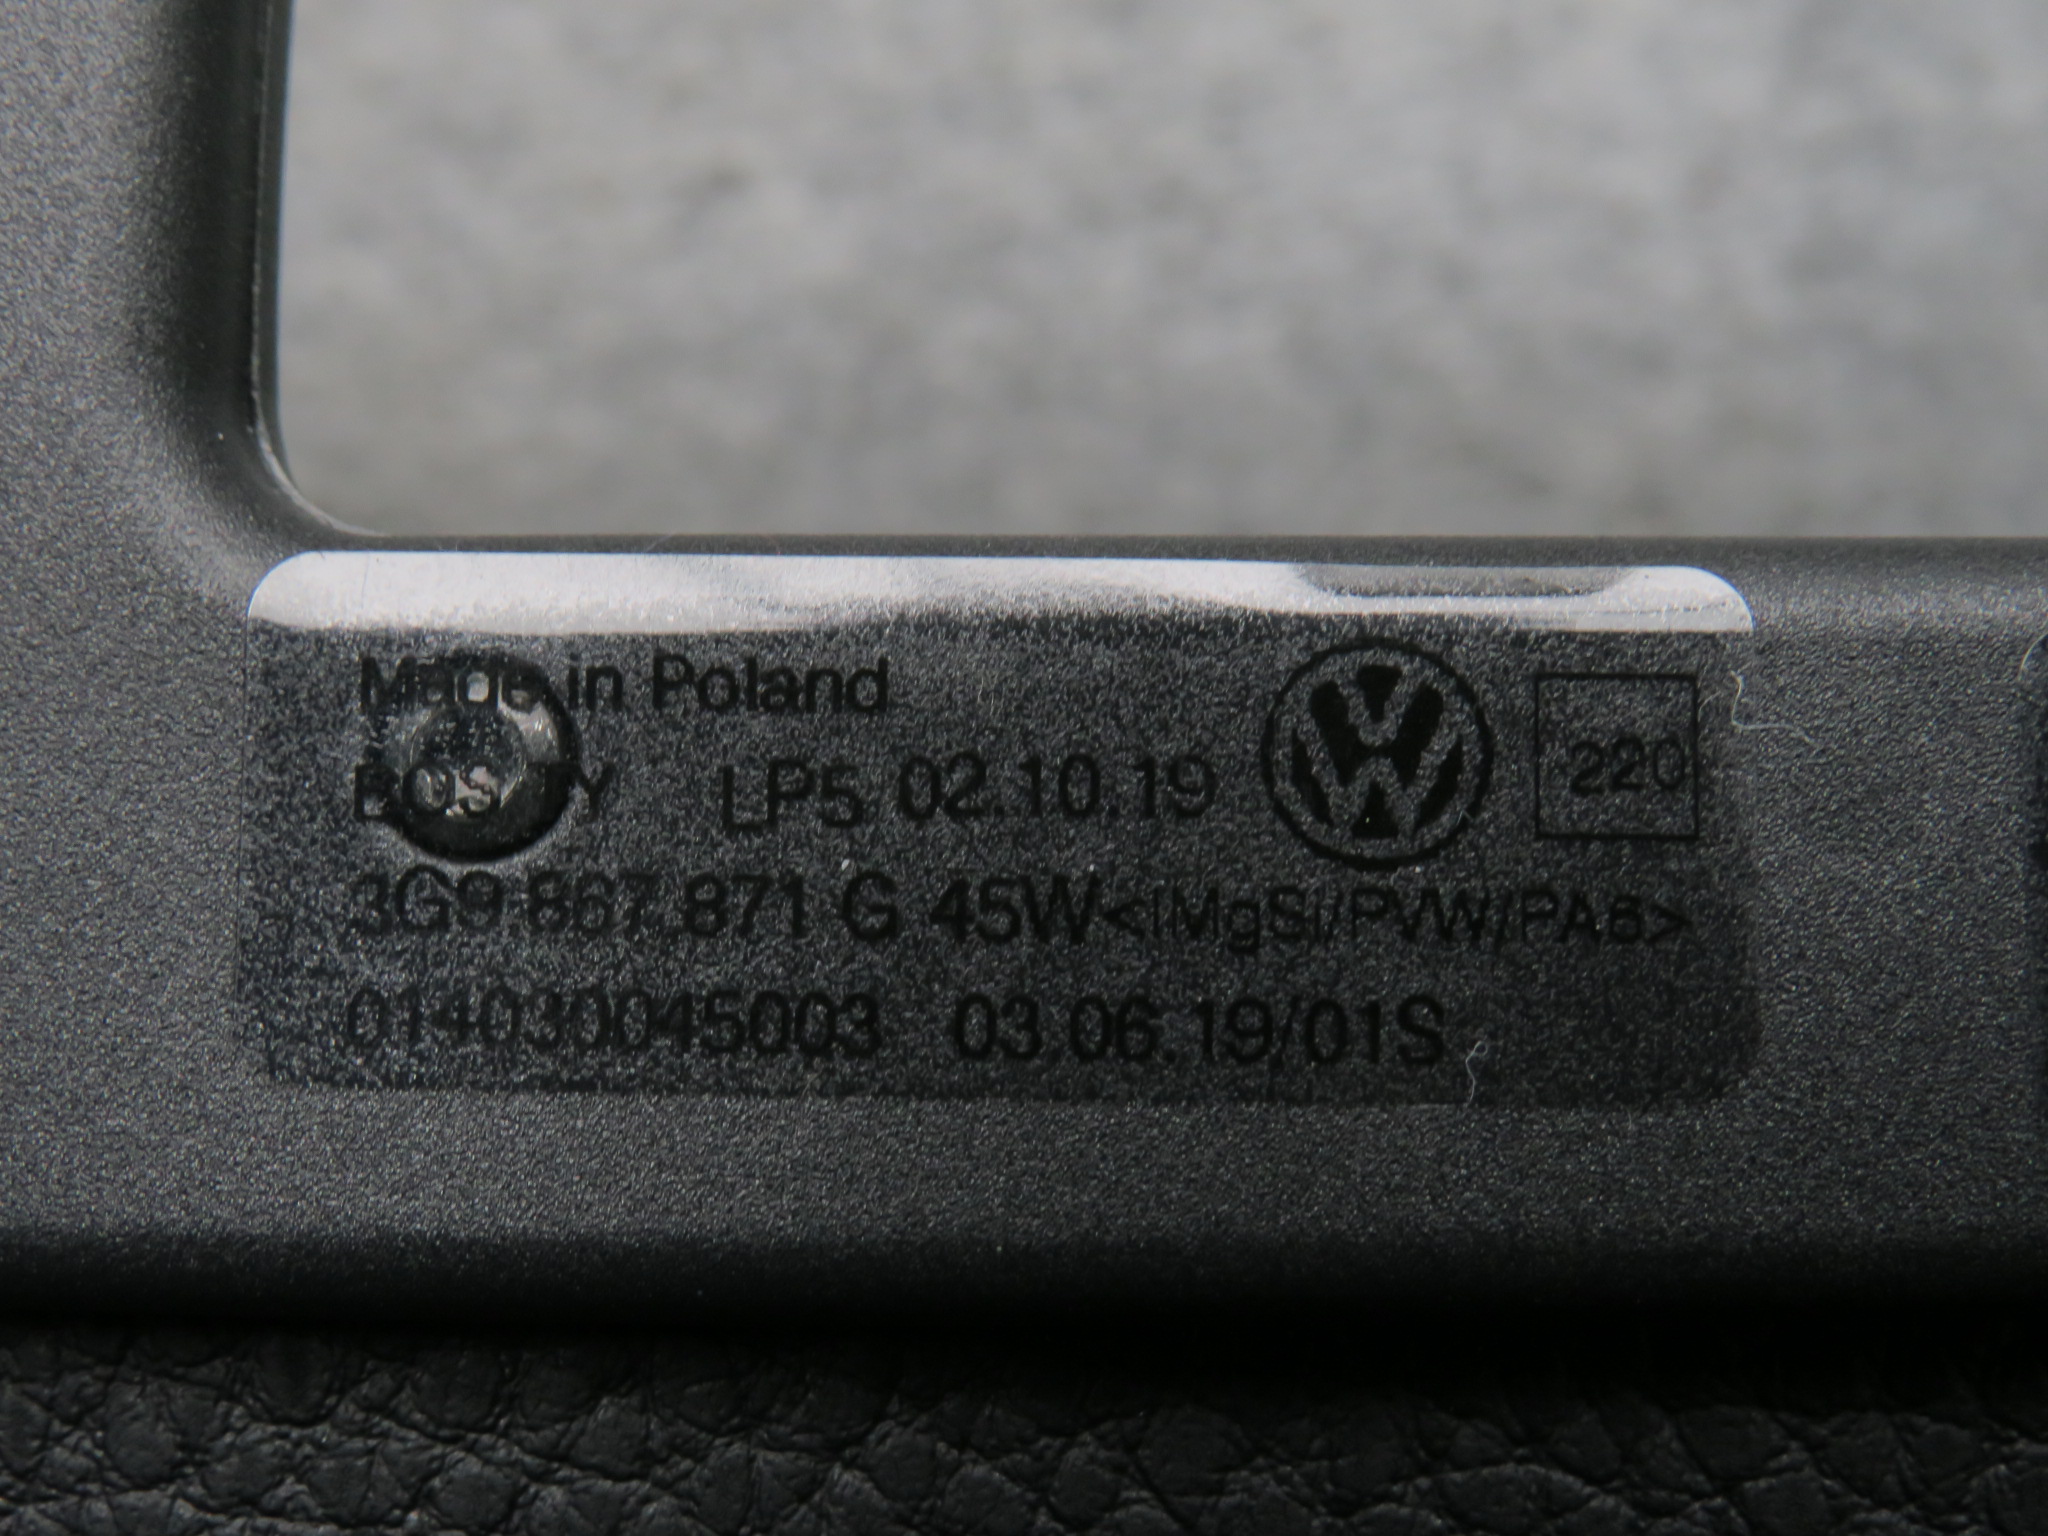 Made in Poland
LP5 02.10.19
220
3G9 867 871 G 45W<(MgSi/PVW/PA6>
014030045003 03.06.19/01S